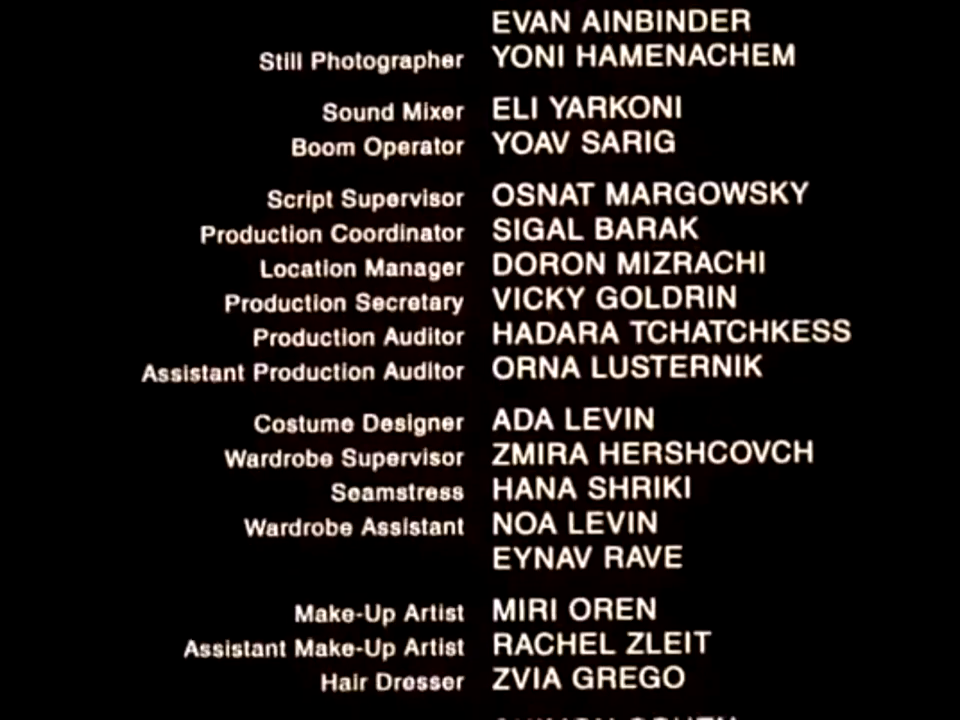 EVAN AINBINDER
Still Photographer YONI HAMENACHEM
Sound Mixer ELI YARKONI
Boom Operator YOAV SARIG
Script Supervisor OSNAT MARGOWSKY
Production Coordinator SIGAL BARAK
Location Manager DORON MIZRACHI
Production Secretary VICKY GOLDRIN
Production Auditor HADARA TCHATCHKESS
Assistant Production Auditor ORNA LUSTERNIK
Costume Designer ADA LEVIN
Wardrobe Supervisor ZMIRA HERSHCOVCH
Seamstress HANA SHRIKI
Wardrobe Assistant NOA LEVIN
EYNAV RAVE
Make-Up Artist MIRI OREN
Assistant Make-Up Artist RACHEL ZLEIT
Hair Dresser ZVIA GREGO